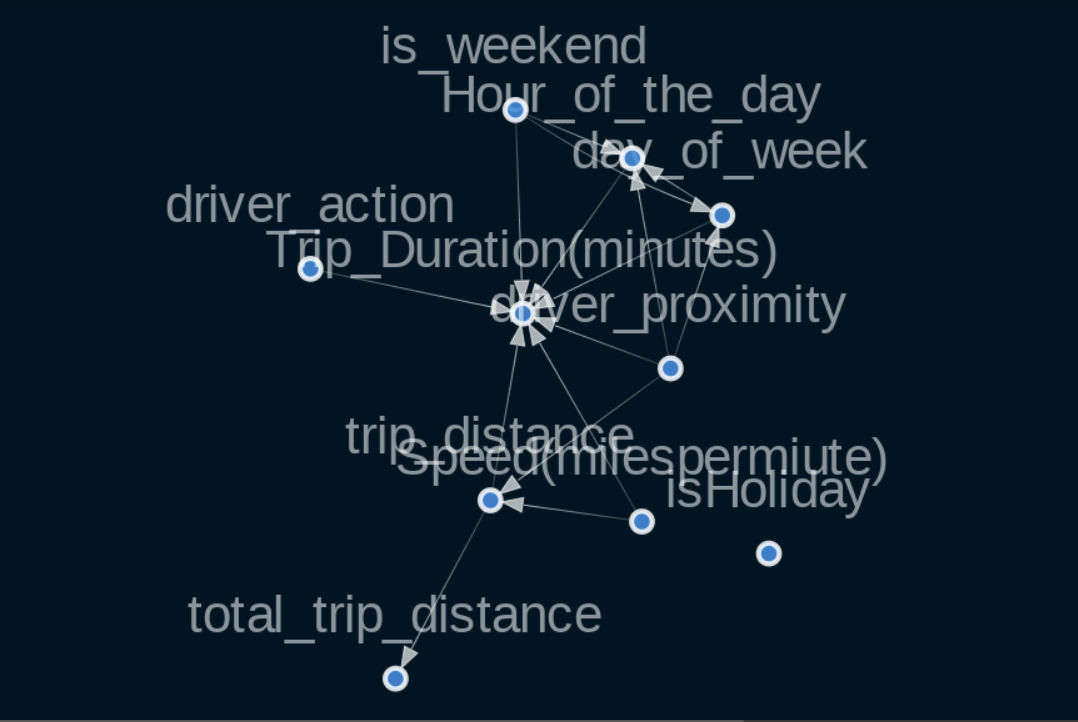 is_weekend
Hour_of_the_day
day_of_week
driver_action
Trip_Duration(minutes)
driver_proximity
trip_distance
Speed(milespermiute)
isHoliday
total_trip_distance